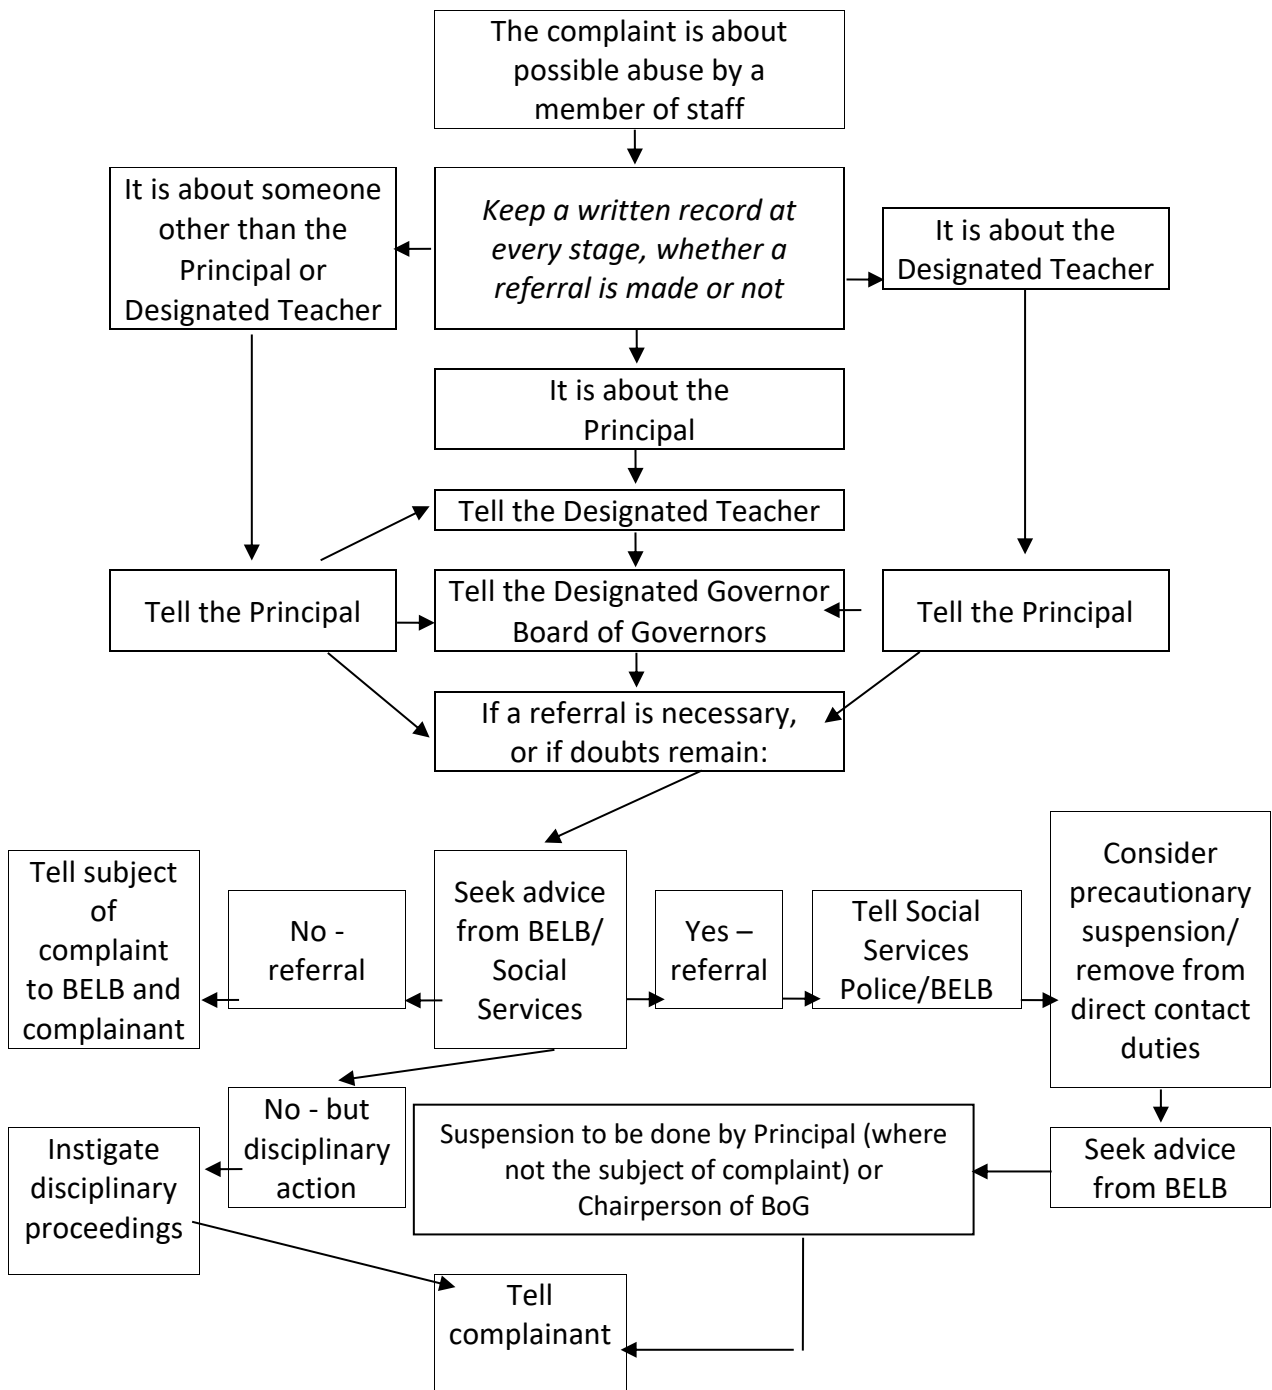 The complaint is about
possible abuse by a
member of staff
It is about someone
other than the
Principal or
Designated Teacher
Keep a written record at
every stage, whether a
referral is made or not
It is about the
Designated Teacher
It is about the
Principal
Tell the Designated Teacher
Tell the Principal
Tell the Designated Governor
Board of Governors
Tell the Principal
If a referral is necessary,
or if doubts remain:
Tell subject
of
complaint
to BELB and
complainant
No -
referral
Seek advice
from BELB/
Social
Services
Yes –
referral
Tell Social
Services
Police/BELB
Consider
precautionary
suspension/
remove from
direct contact
duties
Instigate
disciplinary
proceedings
No - but
disciplinary
action
Suspension to be done by Principal (where
not the subject of complaint) or
Chairperson of BoG
Seek advice
from BELB
Tell
complainant